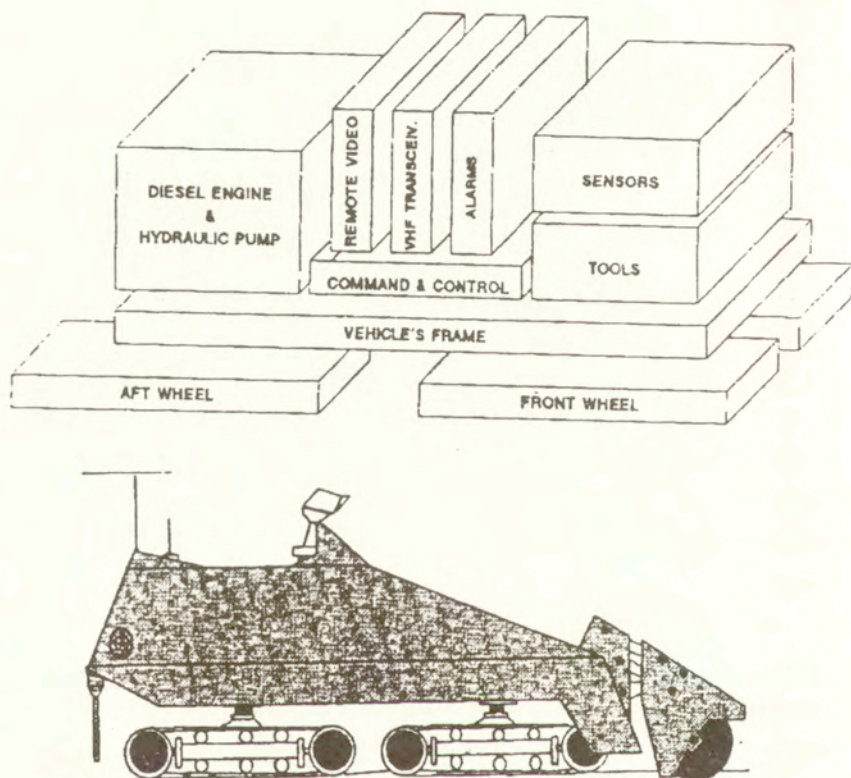 DIESEL ENGINE
&
HYDRAULIC PUMP
REMOTE VIDEO
VHF TRANSCEIV.
ALARMS
SENSORS
TOOLS
COMMAND & CONTROL
VEHICLE'S FRAME
AFT WHEEL
FRONT WHEEL